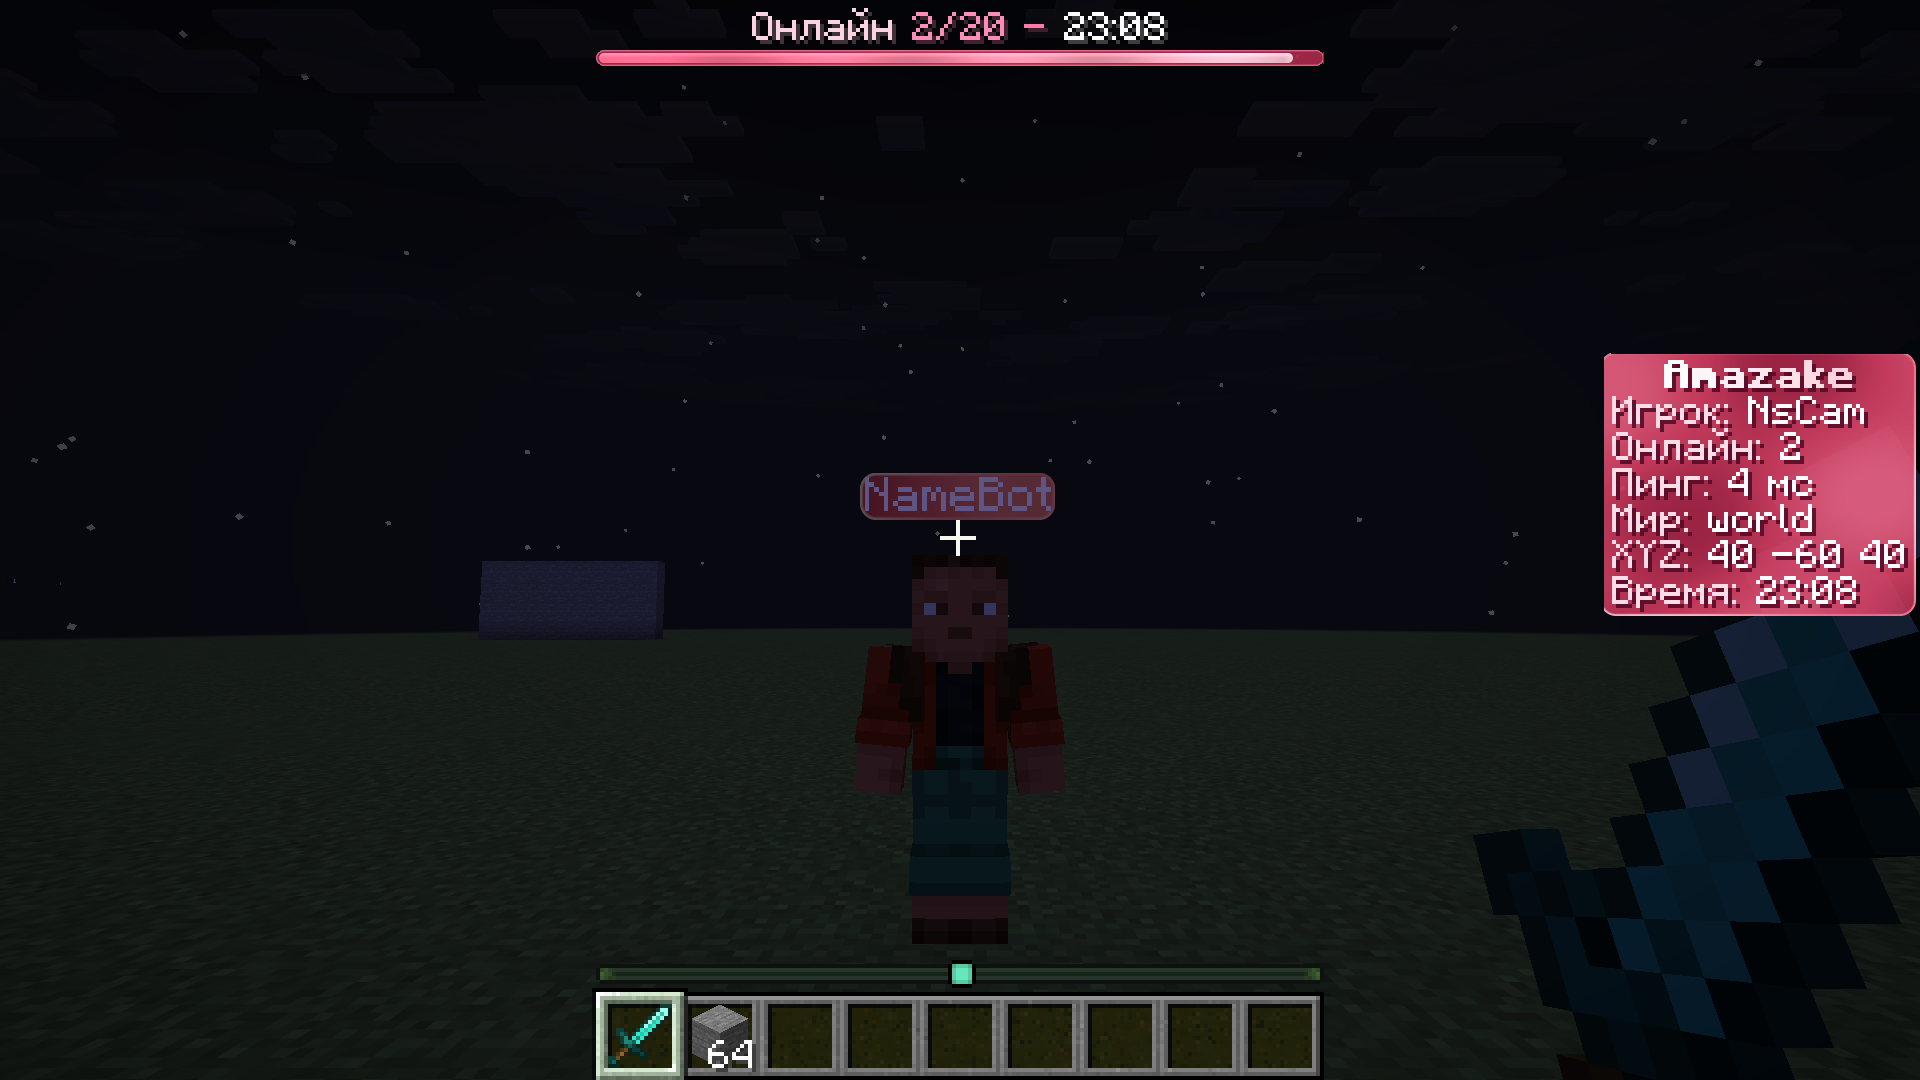 Онлайн 2/20 - 23:08
Amazake
Игрок: NsCam
Онлайн: 2
Пинг: 4 мс
Мир: world
XYZ: 40 -60 40
Время: 23:08
NameBot
64